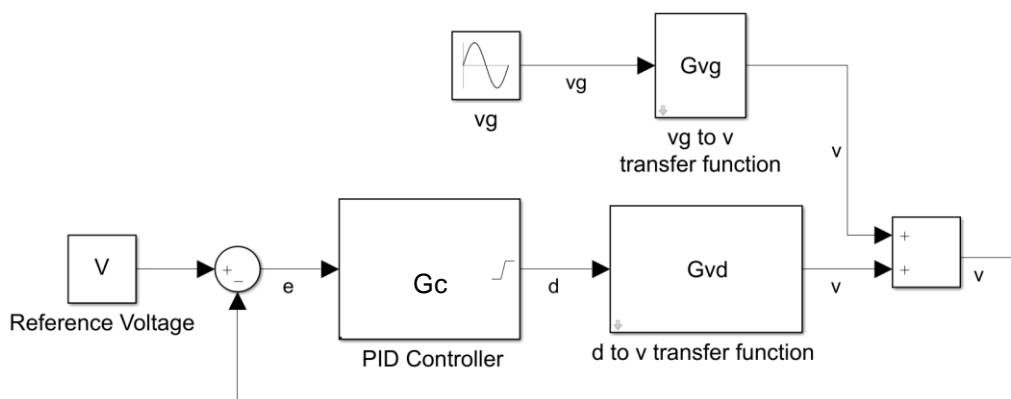 Gvg
vg
vg
vg to v
transfer function
v
V
+
−
e
Gc
d
Gvd
v
+
+
v
Reference Voltage
PID Controller
d to v transfer function